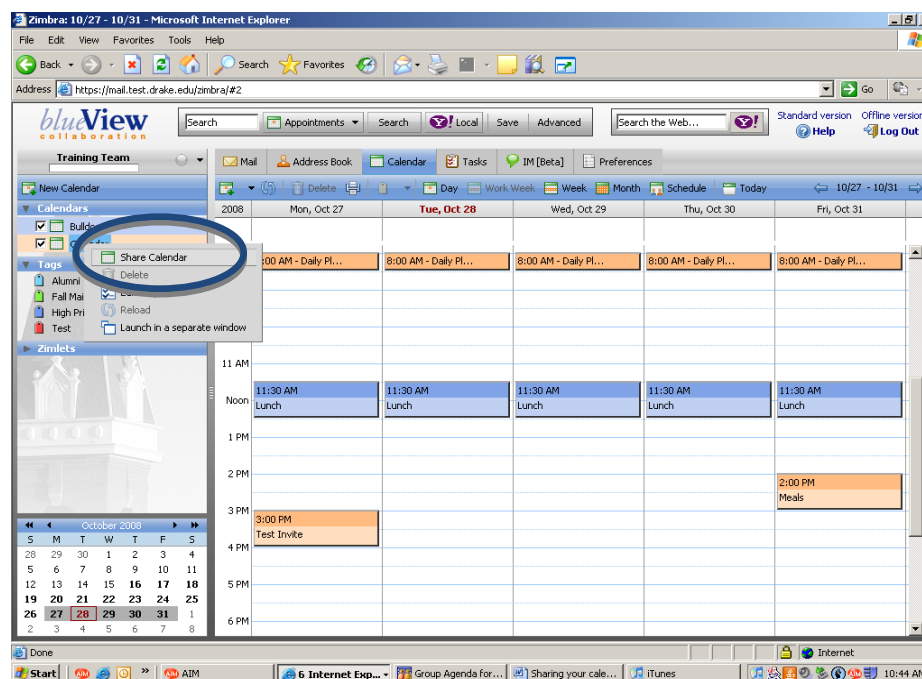 Zimbra: 10/27 - 10/31 - Microsoft Internet Explorer
File Edit View Favorites Tools Help
Back Search Favorites
Address https://mail.test.drake.edu/zimbra/#2 Go
blueView
collaboration
Search Appointments Search Local Save Advanced Search the Web...
Standard version Offline version
Help Log Out
Training Team
Mail Address Book Calendar Tasks IM [Beta] Preferences
New Calendar
Delete Day Work Week Week Month Schedule Today 10/27 - 10/31
Calendars
2008 Mon, Oct 27 Tue, Oct 28 Wed, Oct 29 Thu, Oct 30 Fri, Oct 31
Share Calendar
Delete
Reload
Launch in a separate window
Tags
Alumni
Fall Mai
High Pri
Test
Zimlets
:00 AM - Daily Pl... 8:00 AM - Daily Pl... 8:00 AM - Daily Pl... 8:00 AM - Daily Pl... 8:00 AM - Daily Pl...
11 AM
Noon
11:30 AM 11:30 AM 11:30 AM 11:30 AM 11:30 AM
Lunch Lunch Lunch Lunch Lunch
1 PM
2 PM
2:00 PM
Meals
3 PM
3:00 PM
Test Invite
4 PM
5 PM
6 PM
October 2008
S M T W T F S
28 29 30 1 2 3 4
5 6 7 8 9 10 11
12 13 14 15 16 17 18
19 20 21 22 23 24 25
26 27 28 29 30 31 1
2 3 4 5 6 7 8
Done Internet
Start AIM 6 Internet Exp... Group Agenda for... Sharing your cale... iTunes 10:44 AM